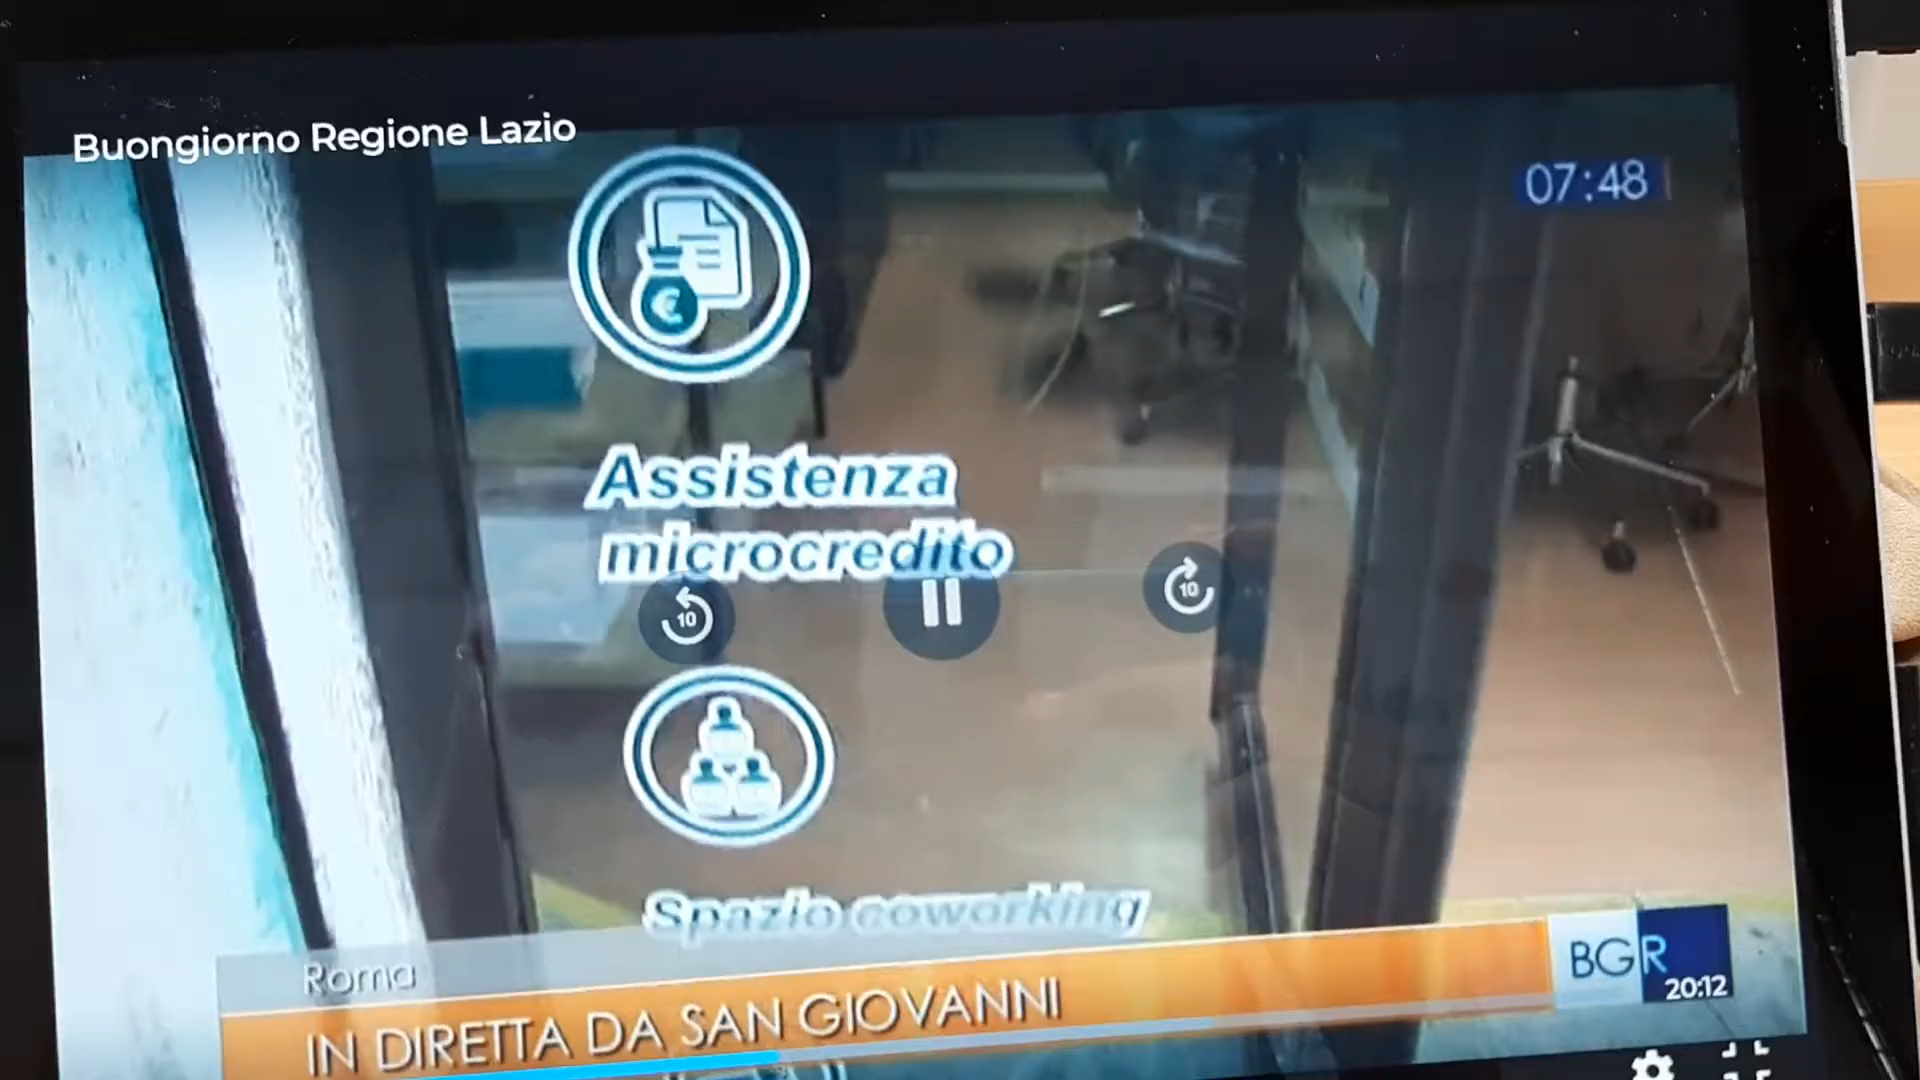 Buongiorno Regione Lazio
07:48
€
Assistenza
microcredito
10
10
Spazio coworking
Roma
IN DIRETTA DA SAN GIOVANNI
BGR
20:12